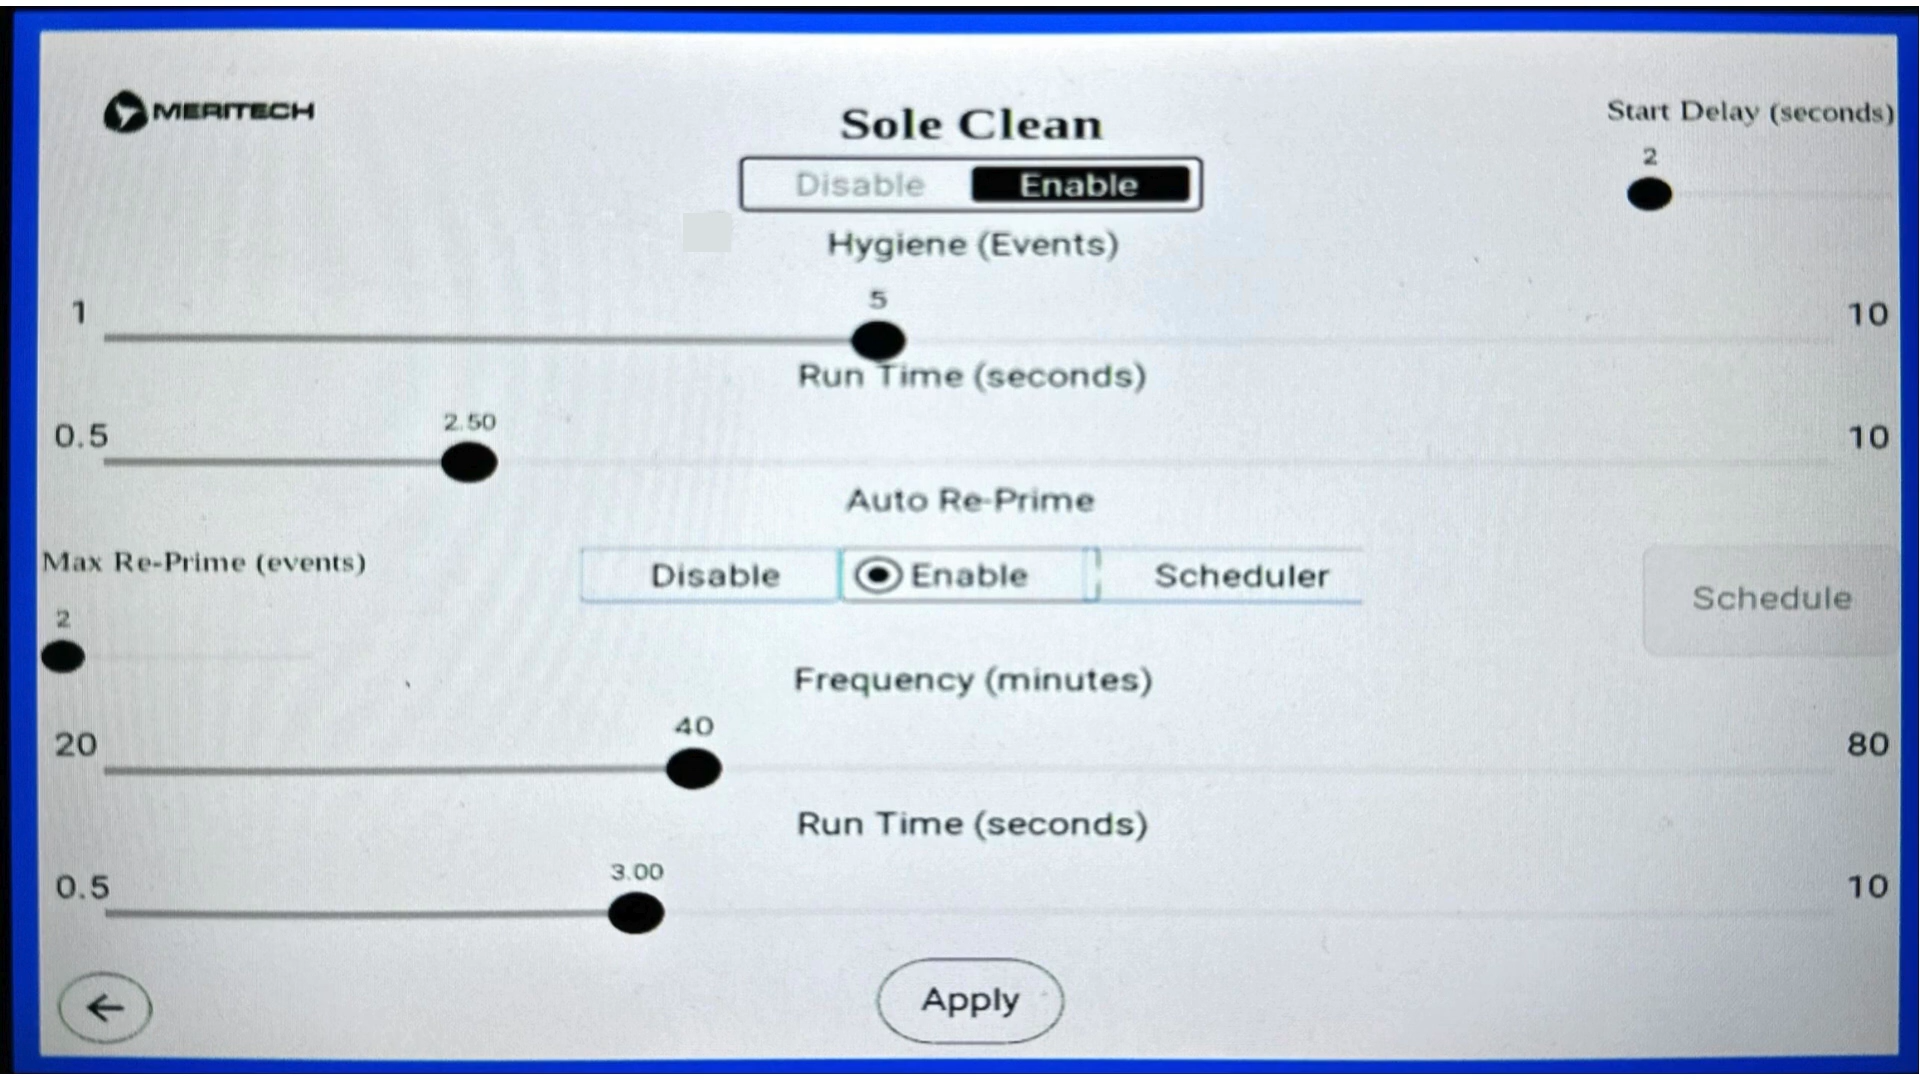 MERITECH
Sole Clean
Start Delay (seconds)
2
Disable Enable
Hygiene (Events)
5
1 10
Run Time (seconds)
2.50
0.5 10
Auto Re-Prime
Max Re-Prime (events)
Disable Enable Scheduler
Schedule
2
Frequency (minutes)
40
20 80
Run Time (seconds)
3.00
0.5 10
Apply